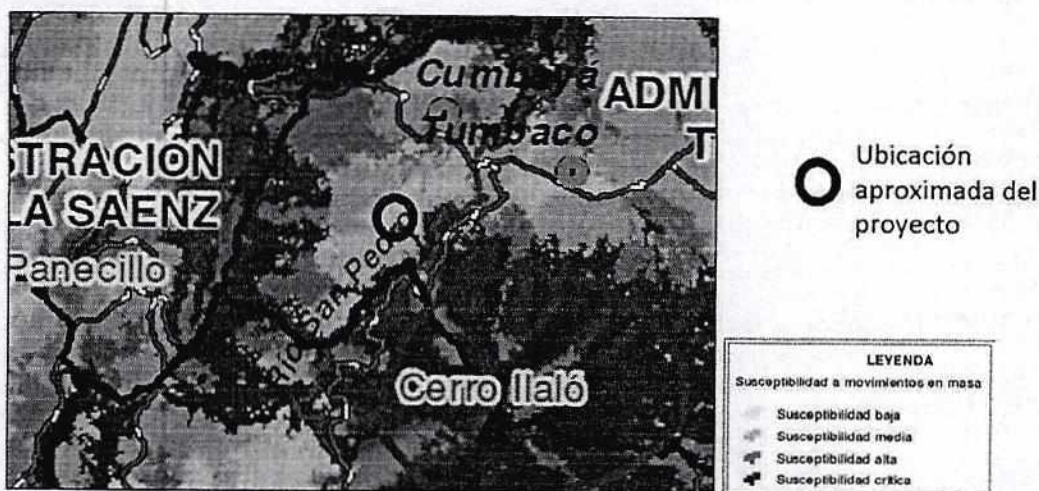 Cumbayá
ADMI
Tumbaco
T
STRACIÓN
LA SAENZ
Panecillo
Río San Pedro
Cerro Ilaló
Ubicación
aproximada del
proyecto
LEYENDA
Susceptibilidad a movimientos en masa
Susceptibilidad baja
Susceptibilidad media
Susceptibilidad alta
Susceptibilidad crítica